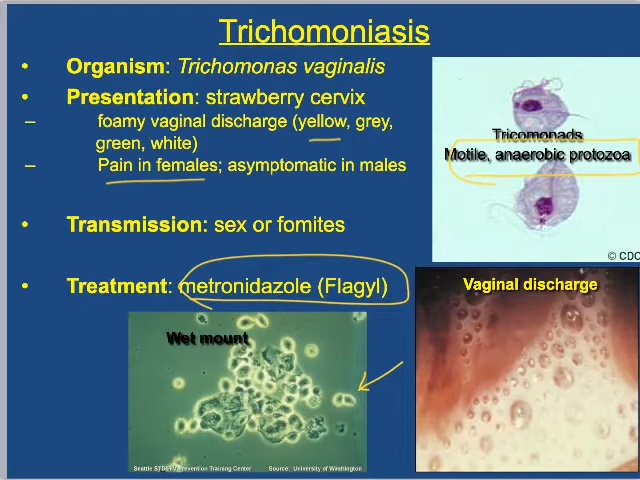 Trichomoniasis
• Organism: Trichomonas vaginalis
• Presentation: strawberry cervix
– foamy vaginal discharge (yellow, grey,
green, white)
– Pain in females; asymptomatic in males
• Transmission: sex or fomites
• Treatment: metronidazole (Flagyl)
Tricomonads
Motile, anaerobic protozoa
© CDC
Vaginal discharge
Wet mount
Seattle STD/HIV Prevention Training Center
Source: University of Washington